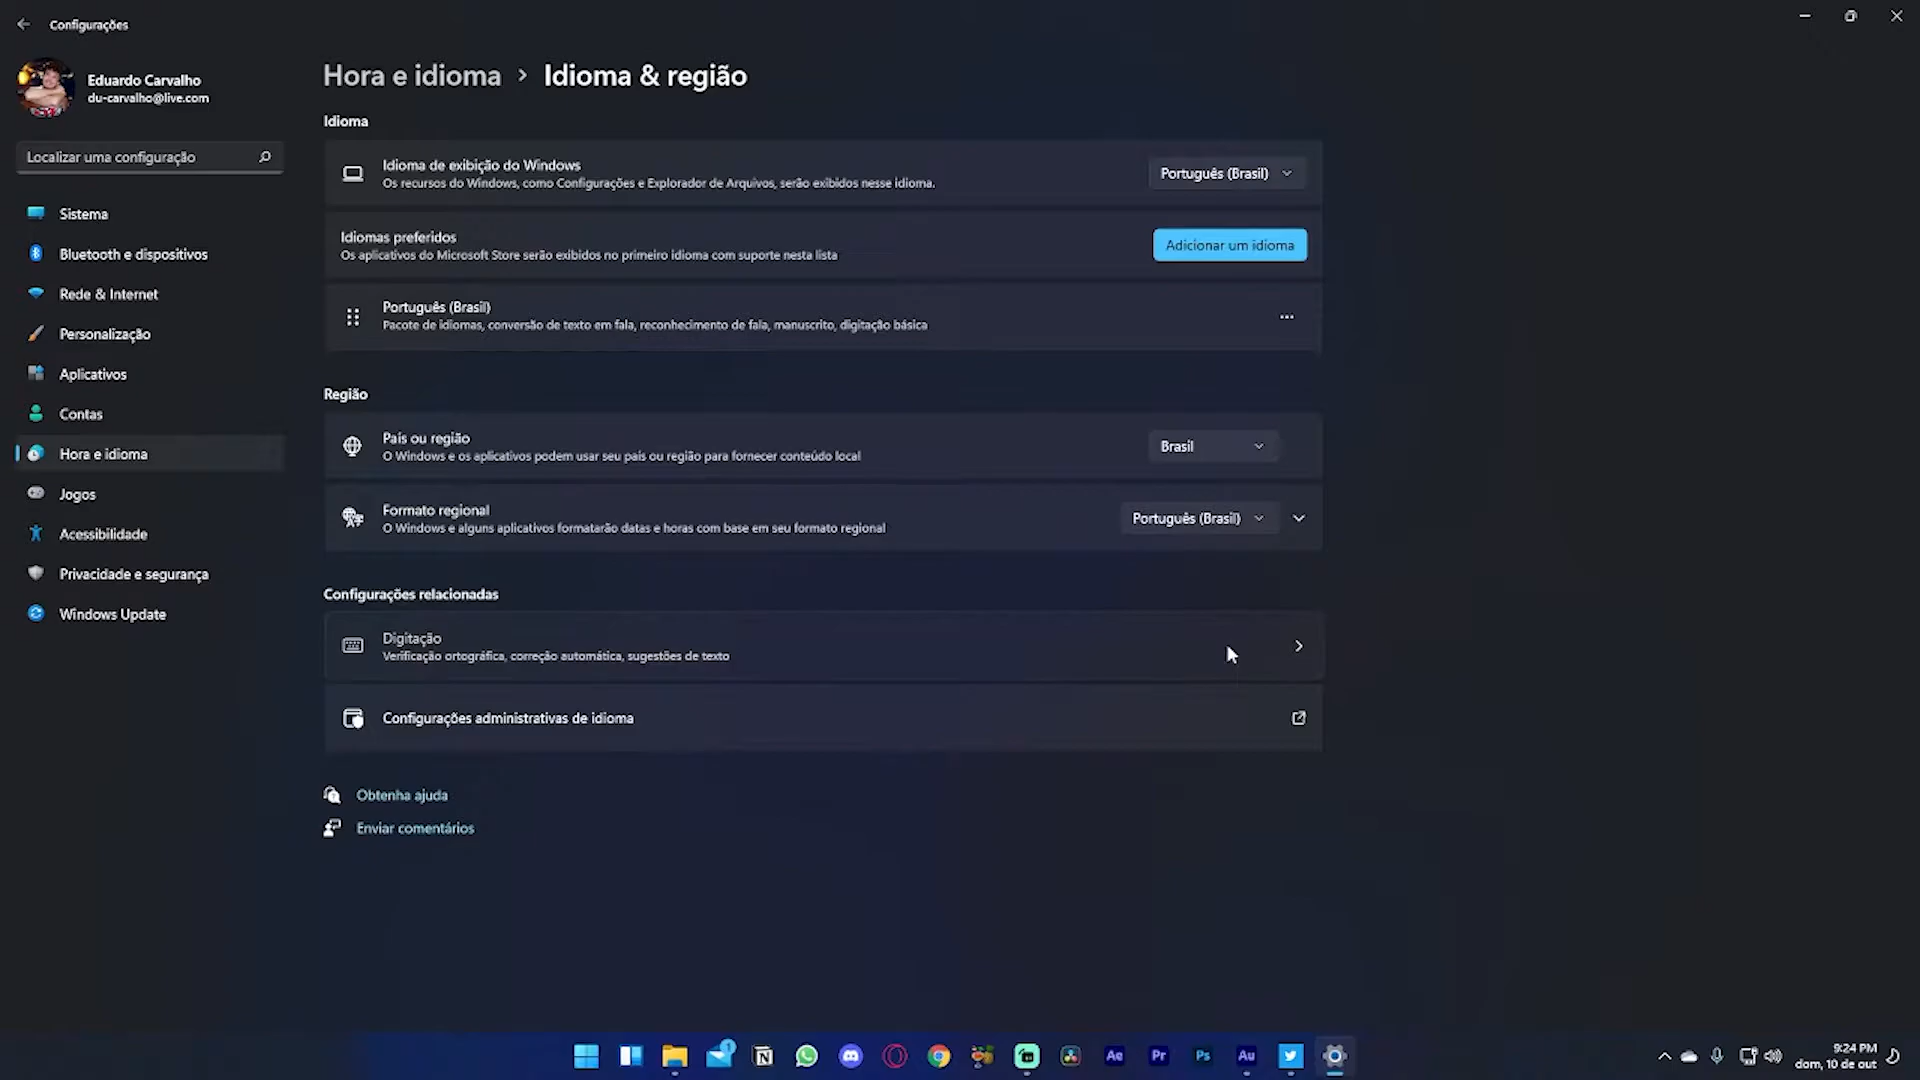 Configurações
Eduardo Carvalho
du-carvalho@live.com
Localizar uma configuração
Sistema
Bluetooth e dispositivos
Rede & Internet
Personalização
Aplicativos
Contas
Hora e idioma
Jogos
Acessibilidade
Privacidade e segurança
Windows Update
Hora e idioma › Idioma & região
Idioma
Idioma de exibição do Windows
Os recursos do Windows, como Configurações e Explorador de Arquivos, serão exibidos nesse idioma.
Português (Brasil)
Idiomas preferidos
Os aplicativos do Microsoft Store serão exibidos no primeiro idioma com suporte nesta lista
Adicionar um idioma
Português (Brasil)
Pacote de idiomas, conversão de texto em fala, reconhecimento de fala, manuscrito, digitação básica
Região
País ou região
O Windows e os aplicativos podem usar seu país ou região para fornecer conteúdo local
Brasil
Formato regional
O Windows e alguns aplicativos formatarão datas e horas com base em seu formato regional
Português (Brasil)
Configurações relacionadas
Digitação
Verificação ortográfica, correção automática, sugestões de texto
Configurações administrativas de idioma
Obtenha ajuda
Enviar comentários
1
N
Ae
Pr
Ps
Au
9:24 PM
dom, 10 de out